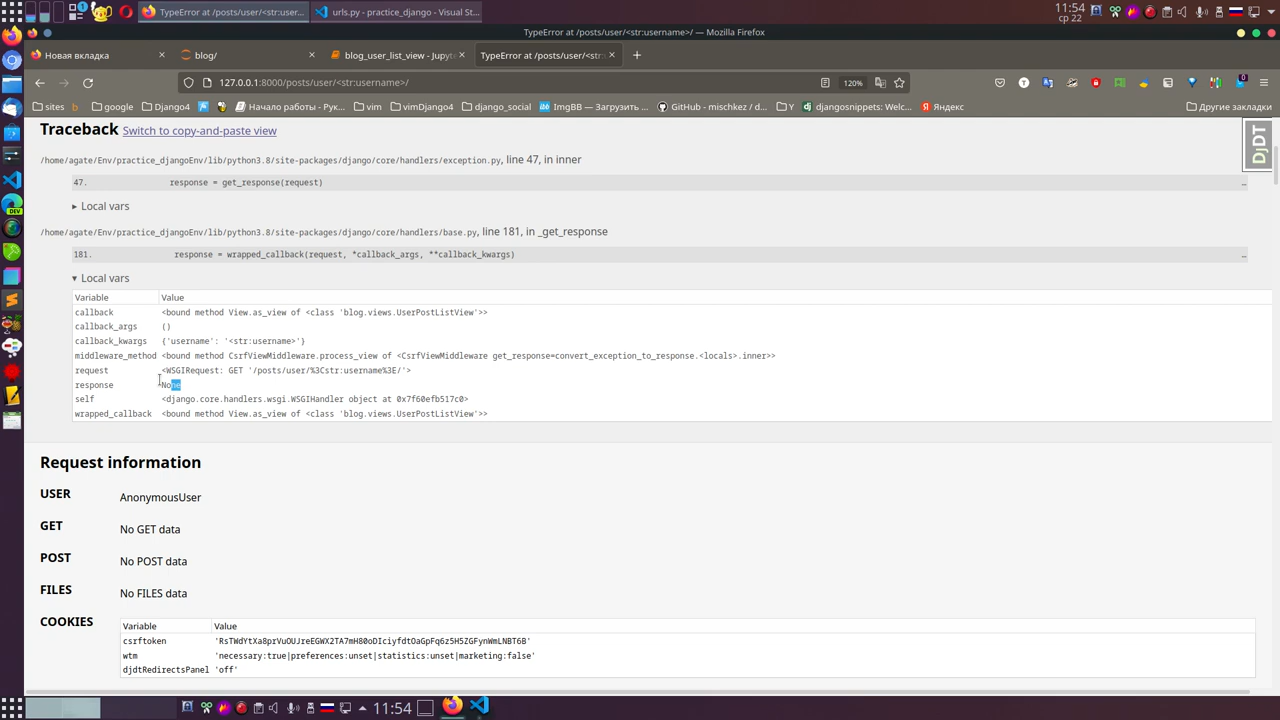 TypeError at /posts/user/<str:user...
urls.py - practice_django - Visual St...
11:54
ср 22
TypeError at /posts/user/<str:username>/ — Mozilla Firefox
Новая вкладка
blog/
blog_user_list_view - Jupyt
TypeError at /posts/user/<str:
127.0.0.1:8000/posts/user/<str:username>/
120%
sites
b
google
Django4
Начало работы - Рук...
vim
vimDjango4
django_social
ImgBB — Загрузить ...
GitHub - mischkez / d...
Y
djangosnippets: Welc...
Яндекс
Другие закладки
Traceback Switch to copy-and-paste view
DjDT
/home/agate/Env/practice_djangoEnv/lib/python3.8/site-packages/django/core/handlers/exception.py, line 47, in inner
47. response = get_response(request) …
▸ Local vars
/home/agate/Env/practice_djangoEnv/lib/python3.8/site-packages/django/core/handlers/base.py, line 181, in _get_response
181. response = wrapped_callback(request, *callback_args, **callback_kwargs) …
▾ Local vars
Variable Value
callback <bound method View.as_view of <class 'blog.views.UserPostListView'>>
callback_args ()
callback_kwargs {'username': '<str:username>'}
middleware_method <bound method CsrfViewMiddleware.process_view of <CsrfViewMiddleware get_response=convert_exception_to_response.<locals>.inner>>
request <WSGIRequest: GET '/posts/user/%3Cstr:username%3E/'>
response None
self <django.core.handlers.wsgi.WSGIHandler object at 0x7f60efb517c0>
wrapped_callback <bound method View.as_view of <class 'blog.views.UserPostListView'>>
Request information
USER AnonymousUser
GET No GET data
POST No POST data
FILES No FILES data
COOKIES Variable Value
csrftoken 'RsTWdYtXa8prVuOUJreEGWX2TA7mH80oDIciyfdtOaGpFq6z5H5ZGFynWmLNBT6B'
wtm 'necessary:true|preferences:unset|statistics:unset|marketing:false'
djdtRedirectsPanel 'off'
11:54